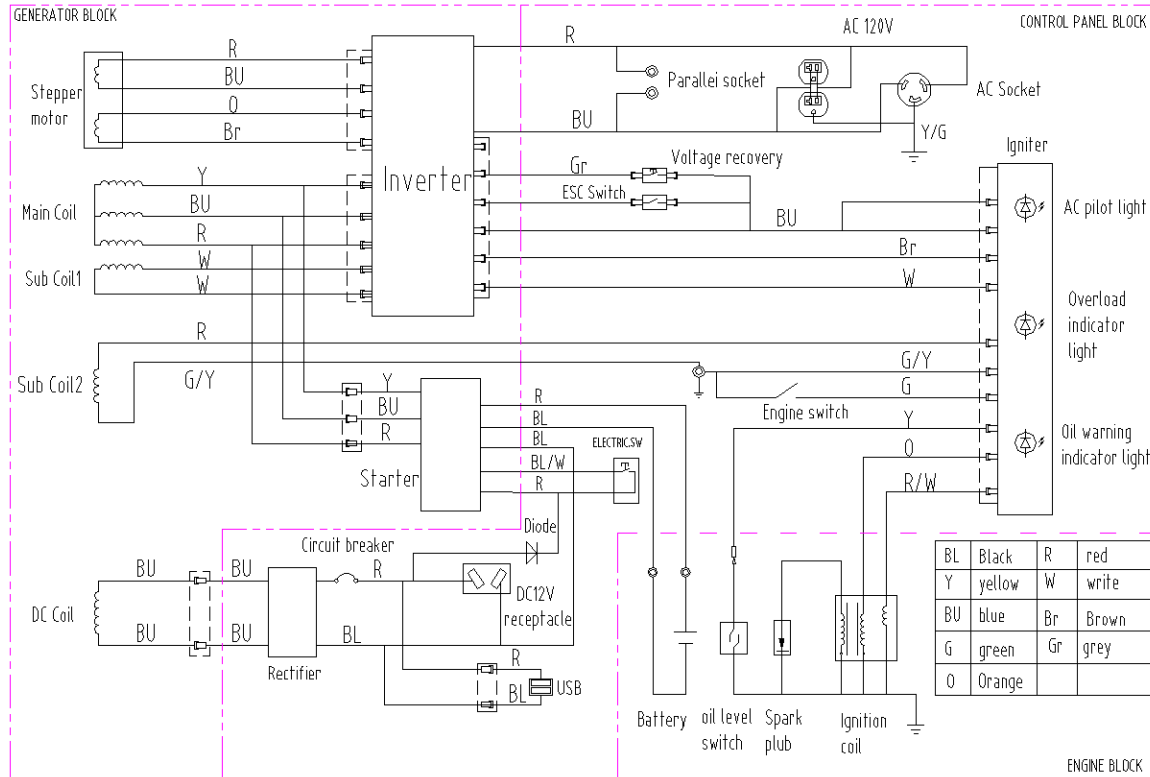 GENERATOR BLOCK
CONTROL PANEL BLOCK
R
BU
O
Br
Stepper
motor
Inverter
R
BU
AC 120V
Parallei socket
AC Socket
Y/G
Y
BU
R
W
W
Main Coil
Sub Coil1
Gr
Voltage recovery
ESC Switch
BU
Br
W
Igniter
AC pilot light
Overload
indicator
light
Oil warning
indicator light
Sub Coil2
R
G/Y
G/Y
G
Engine switch
Y
O
R/W
Y
BU
R
Starter
R
BL
BL
BL/W
R
ELECTRIC.SW
Diode
Circuit breaker
DC Coil
BU
BU
BU
BU
R
BL
Rectifier
DC12V
receptacle
R
BL
USB
Battery
oil level
switch
Spark
plub
Ignition
coil
BL Black R red
Y yellow W write
BU blue Br Brown
G green Gr grey
O Orange
ENGINE BLOCK